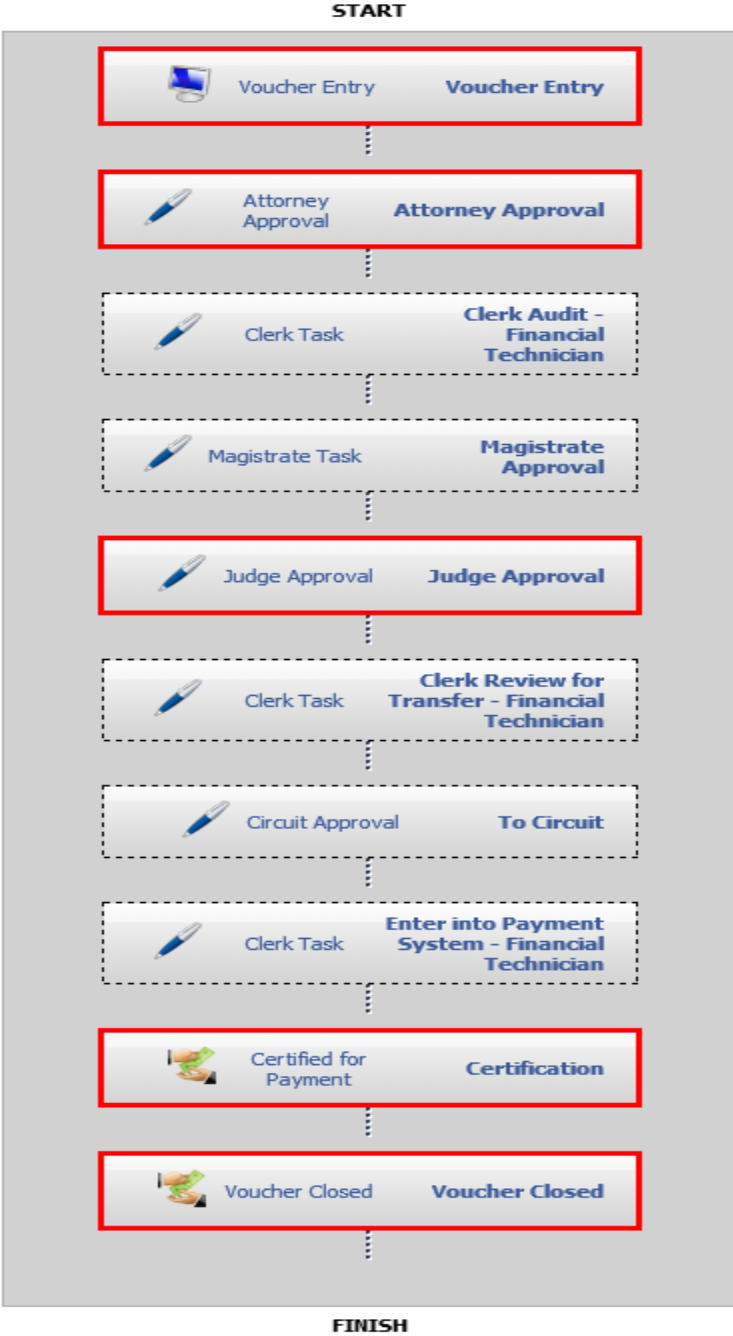 START
Voucher Entry Voucher Entry
Attorney
Approval
Attorney Approval
Clerk Task
Clerk Audit -
Financial
Technician
Magistrate Task
Magistrate
Approval
Judge Approval Judge Approval
Clerk Task
Clerk Review for
Transfer - Financial
Technician
Circuit Approval To Circuit
Clerk Task
Enter into Payment
System - Financial
Technician
Certified for
Payment
Certification
Voucher Closed Voucher Closed
FINISH